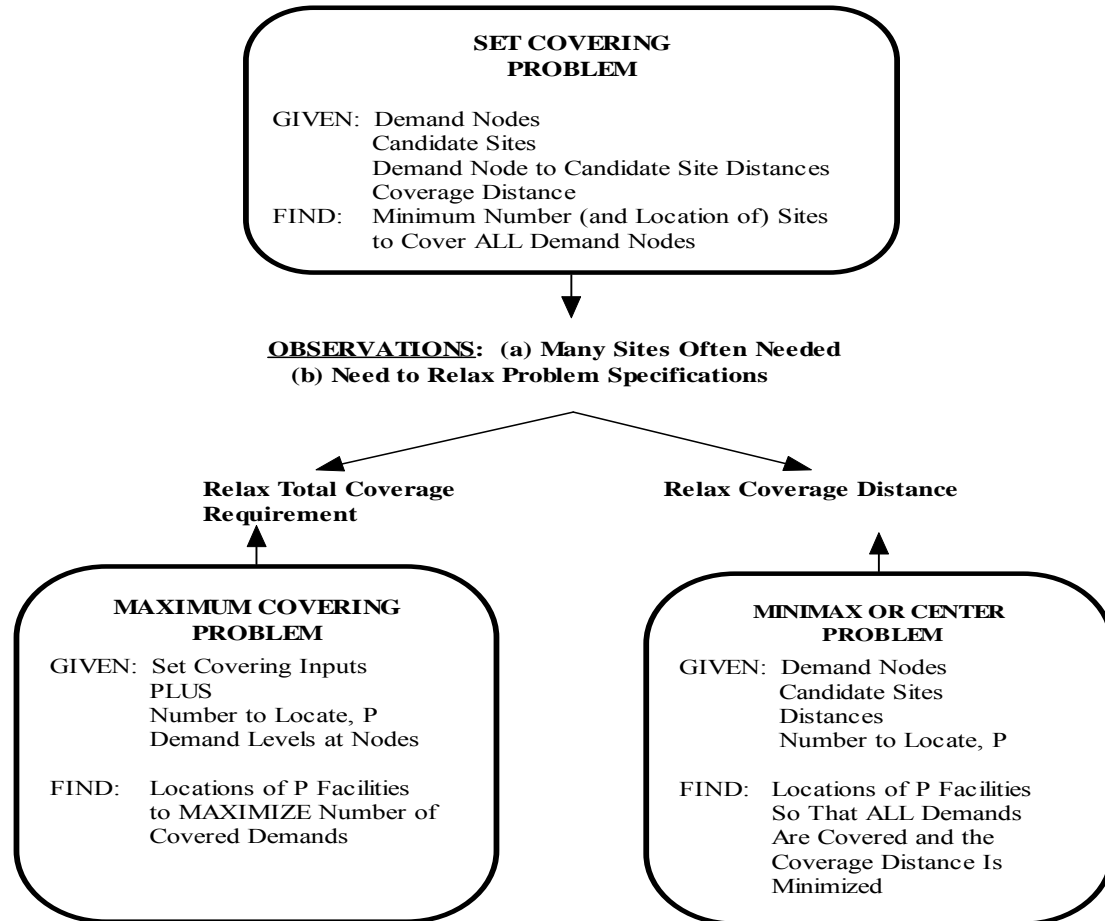 SET COVERING
PROBLEM
GIVEN: Demand Nodes
Candidate Sites
Demand Node to Candidate Site Distances
Coverage Distance
FIND: Minimum Number (and Location of) Sites
to Cover ALL Demand Nodes
OBSERVATIONS: (a) Many Sites Often Needed
(b) Need to Relax Problem Specifications
Relax Total Coverage
Requirement
Relax Coverage Distance
MAXIMUM COVERING
PROBLEM
GIVEN: Set Covering Inputs
PLUS
Number to Locate, P
Demand Levels at Nodes
FIND: Locations of P Facilities
to MAXIMIZE Number of
Covered Demands
MINIMAX OR CENTER
PROBLEM
GIVEN: Demand Nodes
Candidate Sites
Distances
Number to Locate, P
FIND: Locations of P Facilities
So That ALL Demands
Are Covered and the
Coverage Distance Is
Minimized